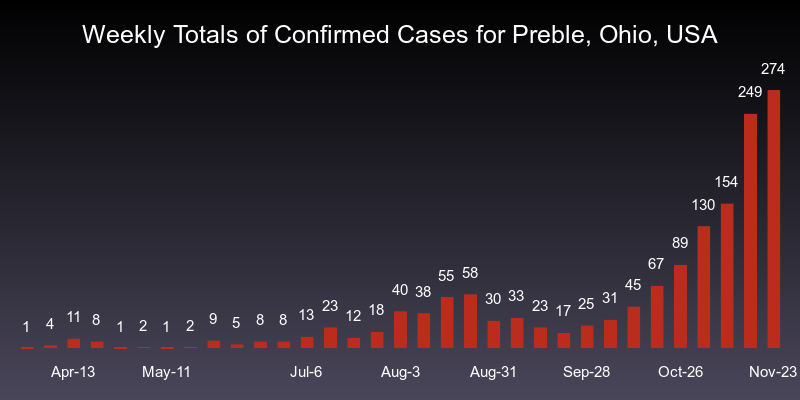 Weekly Totals of Confirmed Cases for Preble, Ohio, USA
1 4 11 8 1 2 1 2 9 5 8 8 13 23 12 18 40 38 55 58 30 33 23 17 25 31 45 67 89 130 154 249 274
Apr-13 May-11 Jul-6 Aug-3 Aug-31 Sep-28 Oct-26 Nov-23